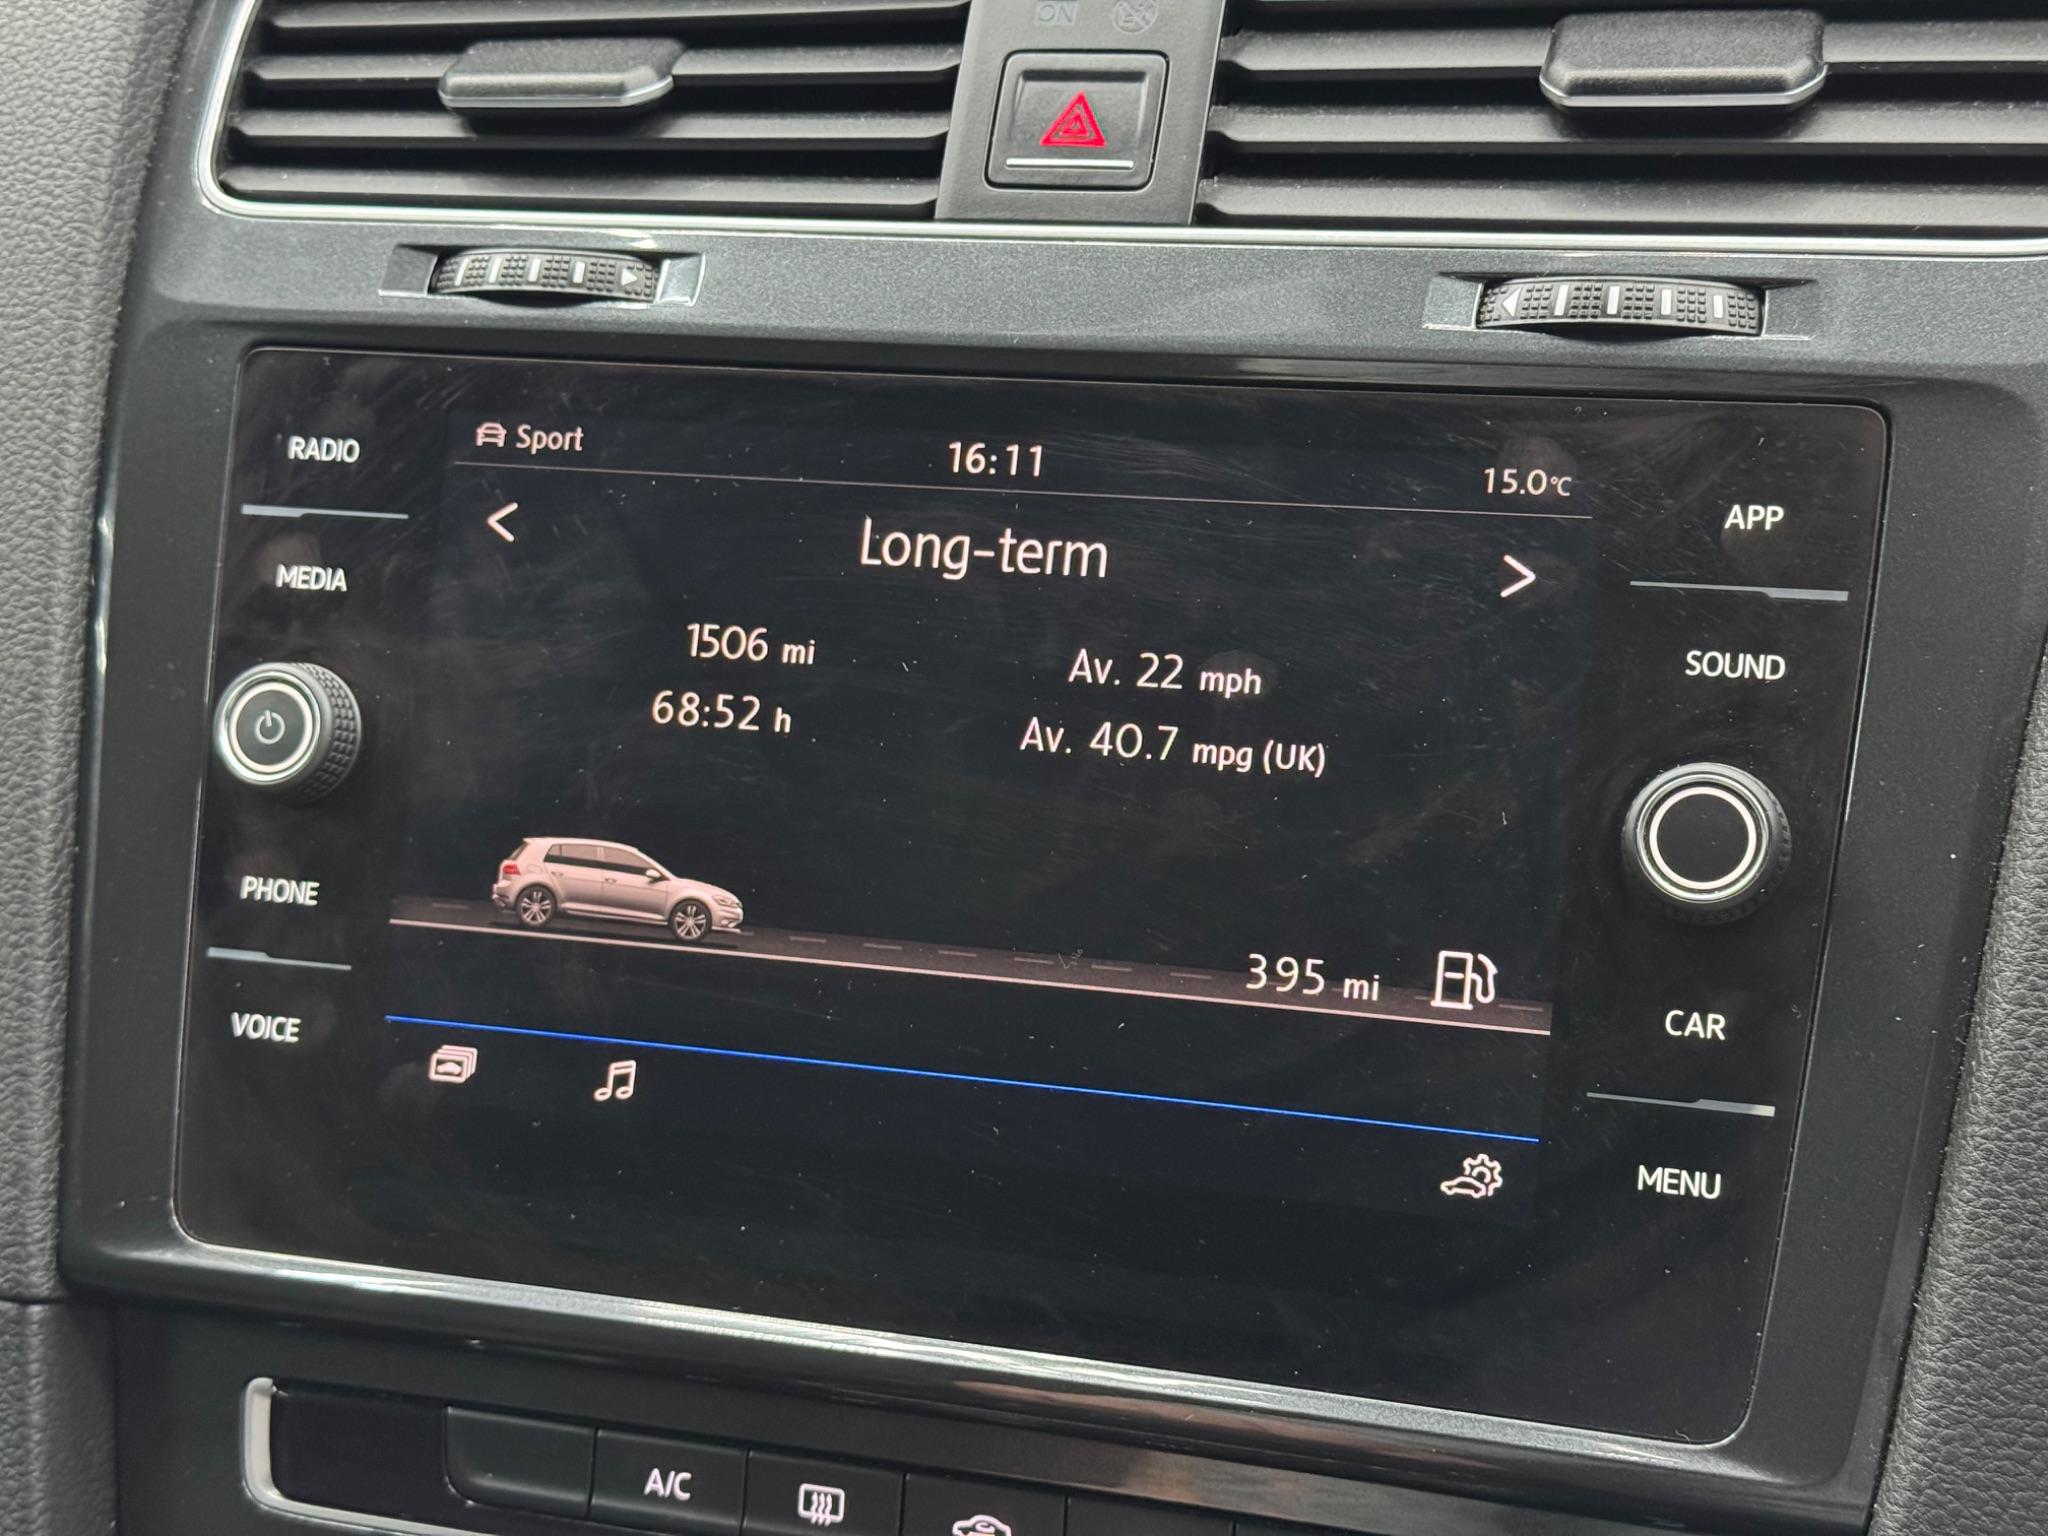 ON
RADIO
MEDIA
PHONE
VOICE
Sport
16:11
15.0°C
<
Long-term
>
1506 mi
Av. 22 mph
68:52 h
Av. 40.7 mpg (UK)
395 mi
APP
SOUND
CAR
MENU
A/C